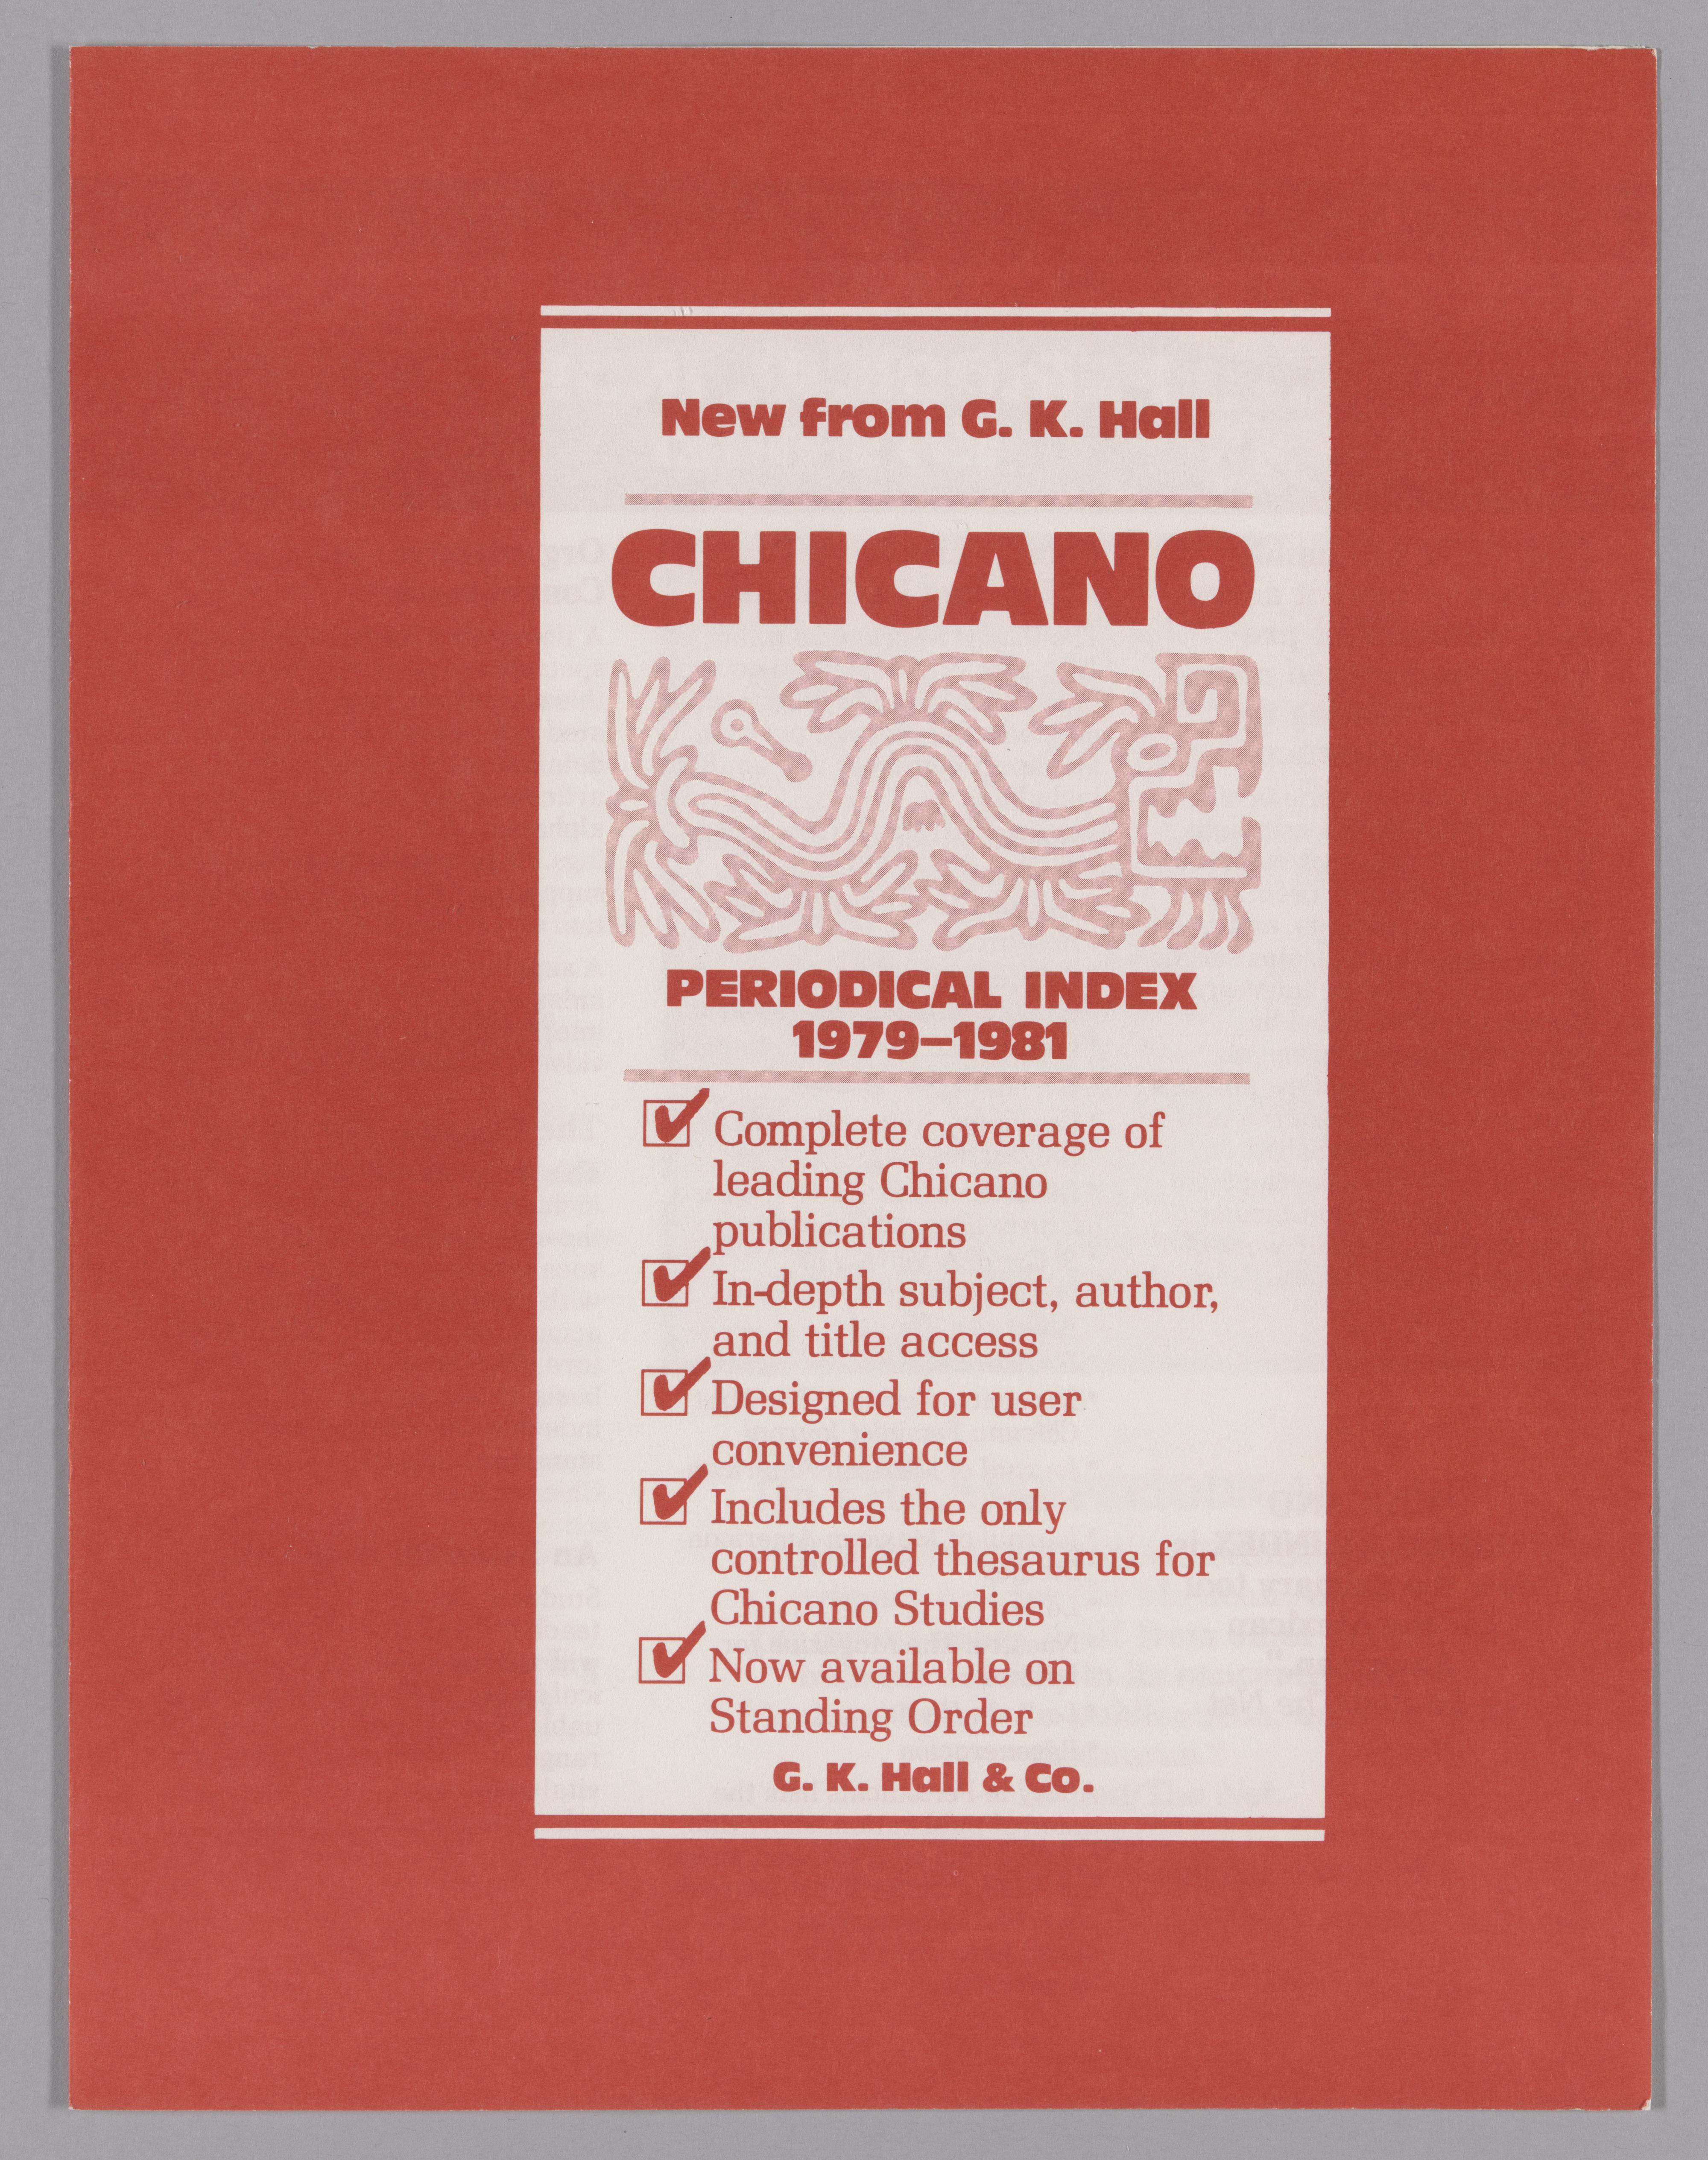 New from G. K. Hall
CHICANO
PERIODICAL INDEX
1979–1981
Complete coverage of
leading Chicano
publications
In-depth subject, author,
and title access
Designed for user
convenience
Includes the only
controlled thesaurus for
Chicano Studies
Now available on
Standing Order
G. K. Hall & Co.